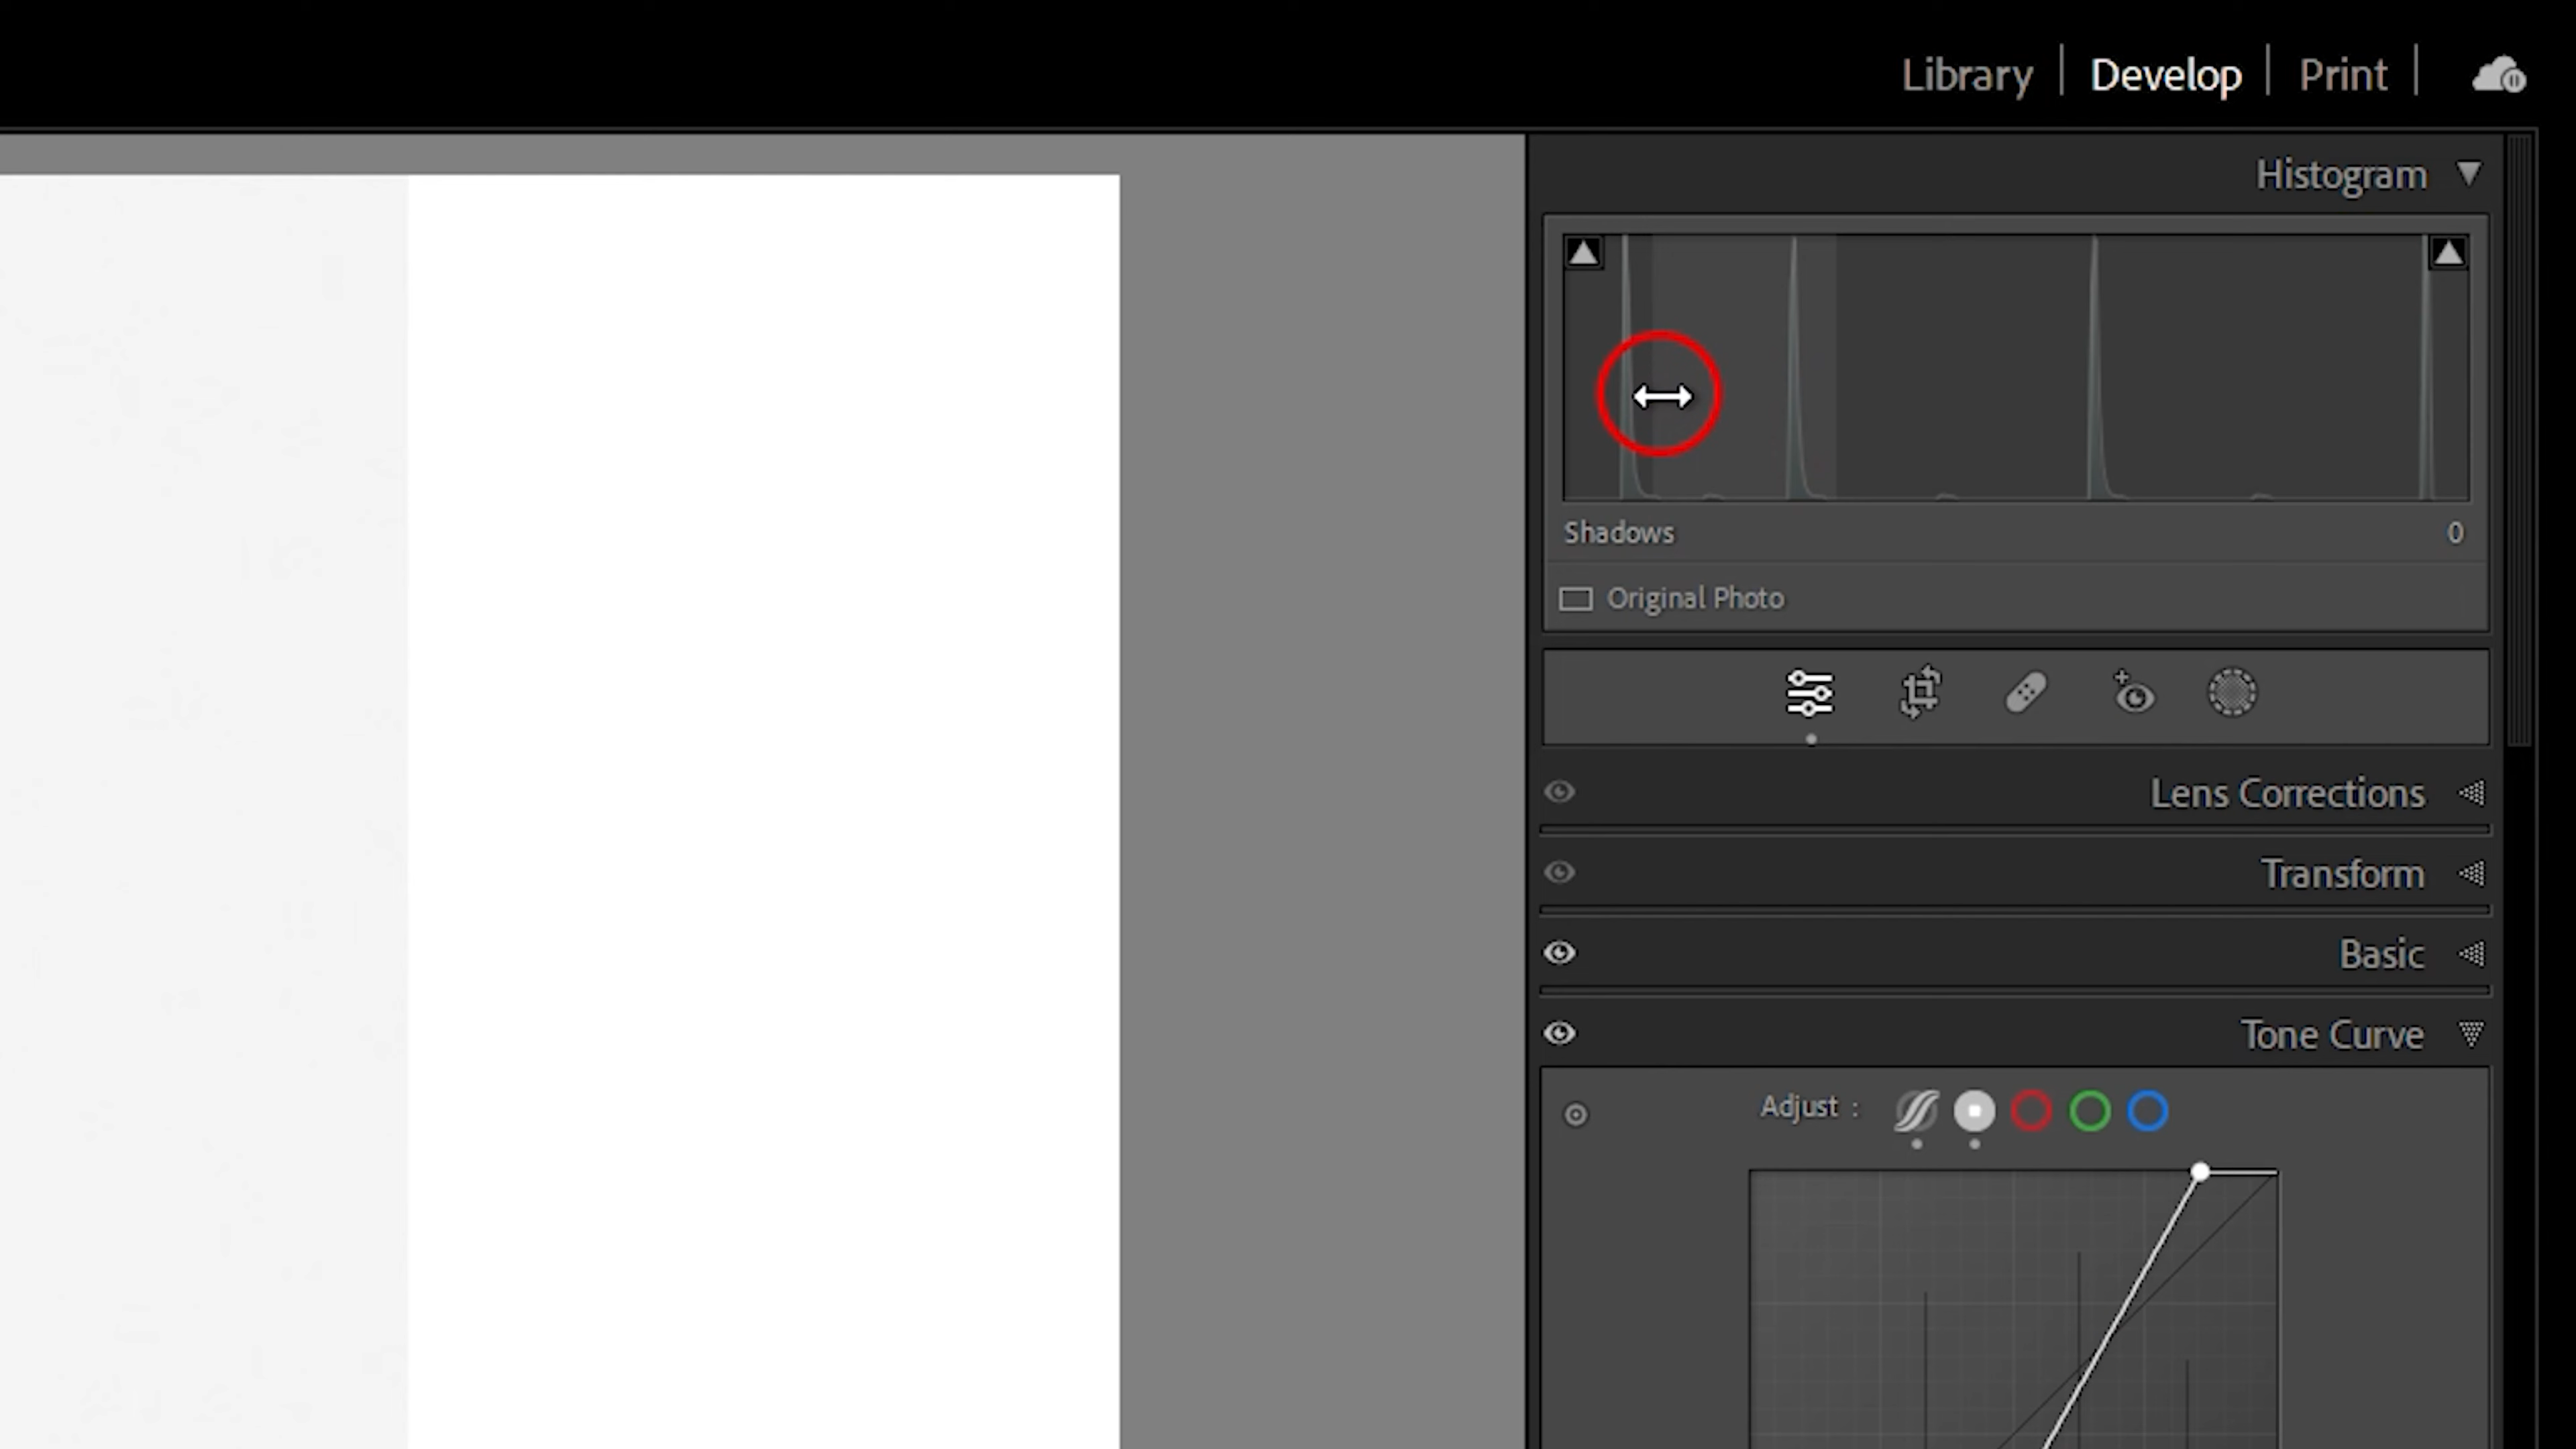 Library | Develop | Print |
Histogram
Shadows 0
Original Photo
Lens Corrections
Transform
Basic
Tone Curve
Adjust :